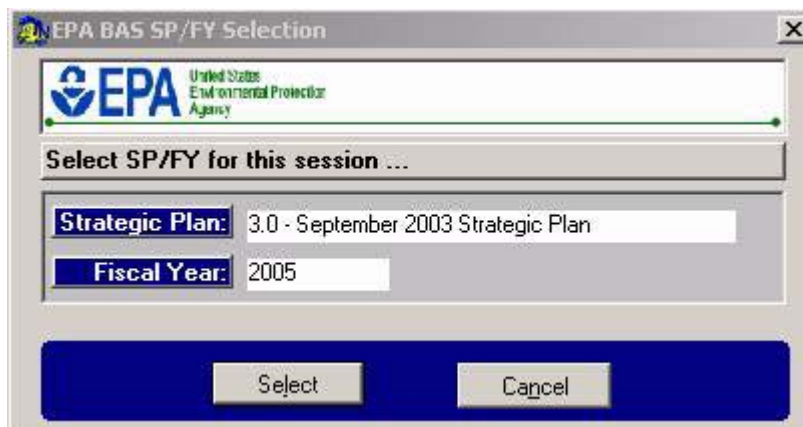 EPA BAS SP/FY Selection
EPA
United States
Environmental Protection
Agency
Select SP/FY for this session ...
Strategic Plan: 3.0 - September 2003 Strategic Plan
Fiscal Year: 2005
Select Cancel